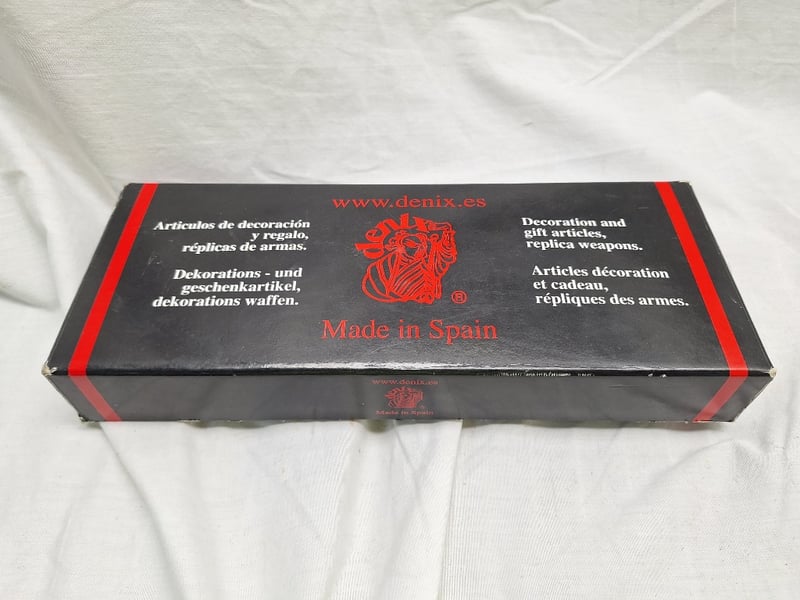 www.denix.es
Articulos de decoración
y regalo,
réplicas de armas.
Dekorations - und
geschenkartikel,
dekorations waffen.
denix
®
Made in Spain
Decoration and
gift articles,
replica weapons.
Articles décoration
et cadeau,
répliques des armes.
www.denix.es
Made in Spain